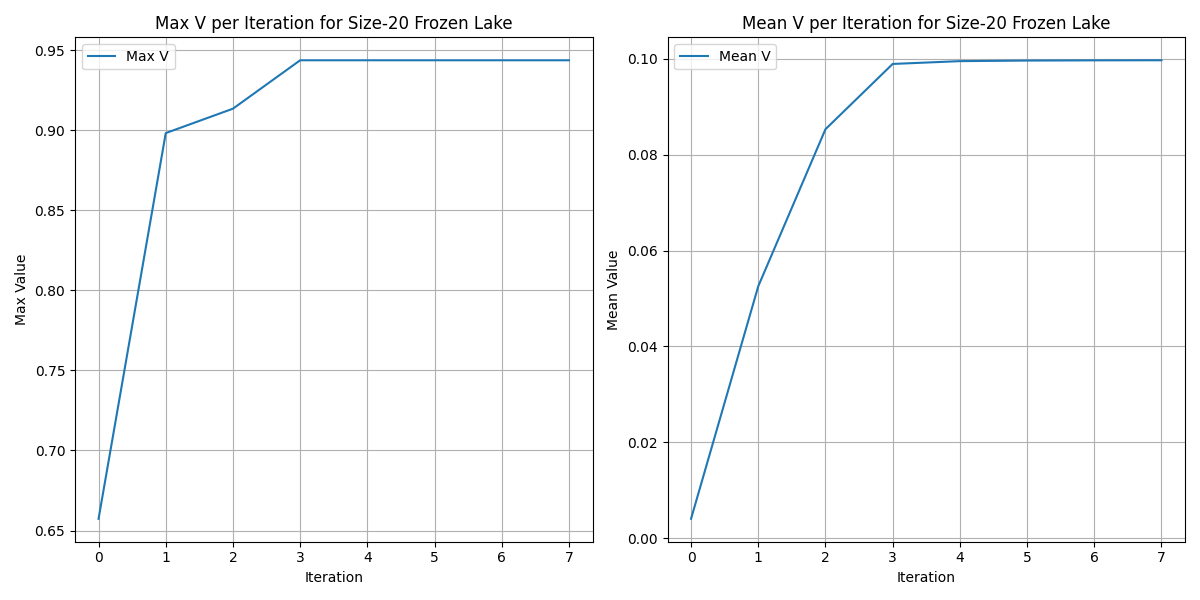 Max V per Iteration for Size-20 Frozen Lake
Max V
0.95
0.90
0.85
0.80
0.75
0.70
0.65
Max Value
0 1 2 3 4 5 6 7
Iteration
Mean V per Iteration for Size-20 Frozen Lake
Mean V
0.10
0.08
0.06
0.04
0.02
0.00
Mean Value
0 1 2 3 4 5 6 7
Iteration